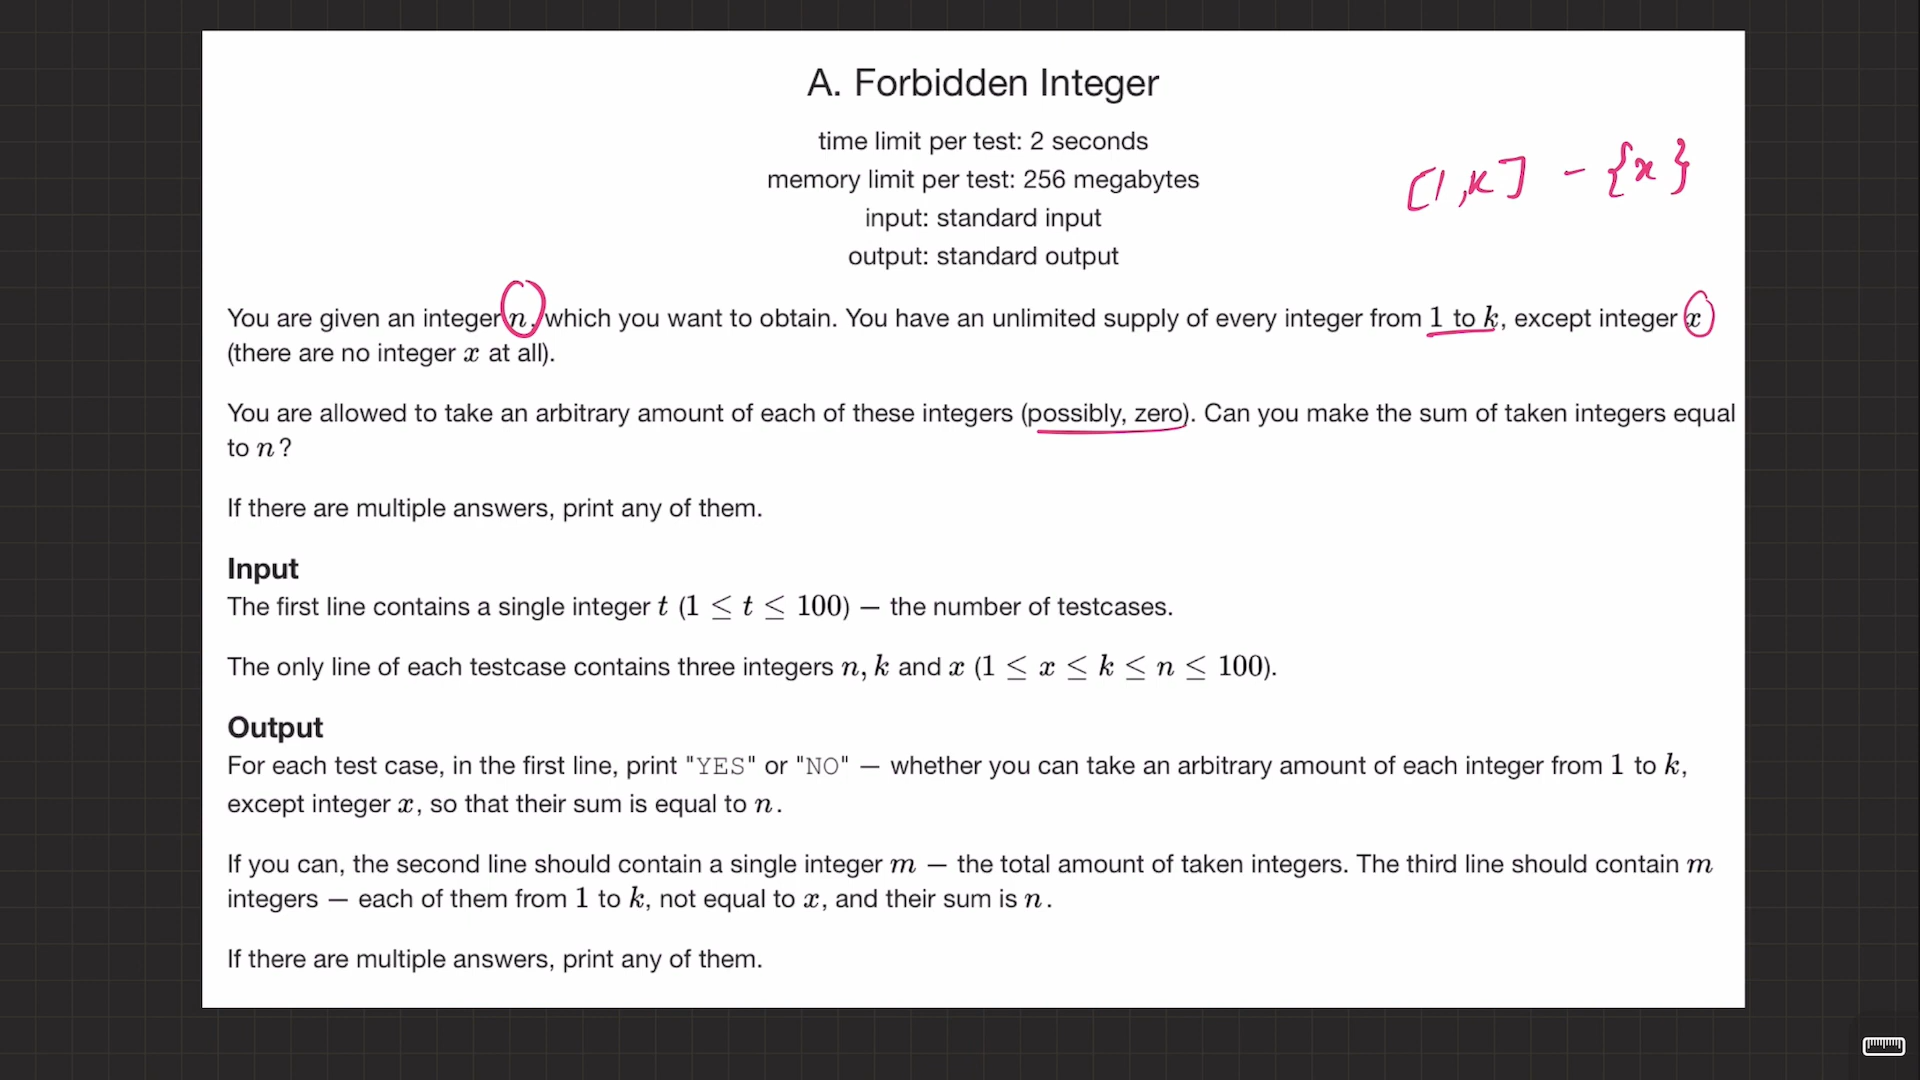 A. Forbidden Integer
time limit per test: 2 seconds
memory limit per test: 256 megabytes
[1,k] - {x}
input: standard input
output: standard output
You are given an integer n, which you want to obtain. You have an unlimited supply of every integer from 1 to k, except integer x
(there are no integer x at all).
You are allowed to take an arbitrary amount of each of these integers (possibly, zero). Can you make the sum of taken integers equal
to n?
If there are multiple answers, print any of them.
Input
The first line contains a single integer t (1 ≤ t ≤ 100) — the number of testcases.
The only line of each testcase contains three integers n, k and x (1 ≤ x ≤ k ≤ n ≤ 100).
Output
For each test case, in the first line, print "YES" or "NO" — whether you can take an arbitrary amount of each integer from 1 to k,
except integer x, so that their sum is equal to n.
If you can, the second line should contain a single integer m — the total amount of taken integers. The third line should contain m
integers — each of them from 1 to k, not equal to x, and their sum is n.
If there are multiple answers, print any of them.